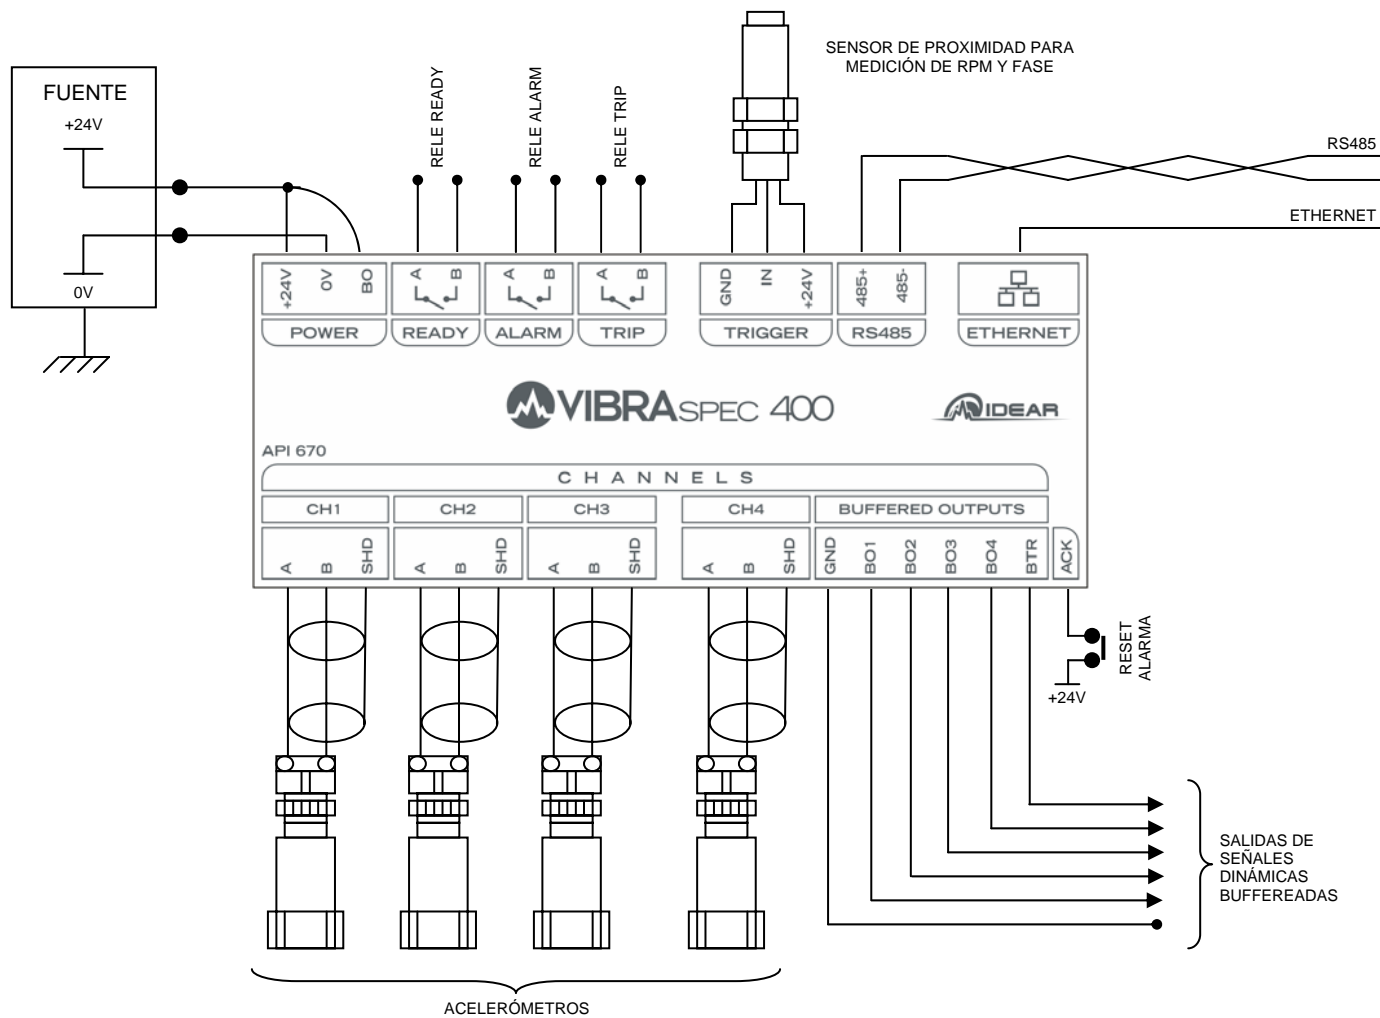 SENSOR DE PROXIMIDAD PARA
MEDICIÓN DE RPM Y FASE
FUENTE
+24V
0V
RELE READY
RELE ALARM
RELE TRIP
RS485
ETHERNET
+24V
0V
BO
A
B
A
B
A
B
GND
IN
+24V
485+
485-
POWER
READY
ALARM
TRIP
TRIGGER
RS485
ETHERNET
VIBRASPEC 400
IDEAR
API 670
CHANNELS
CH1
CH2
CH3
CH4
BUFFERED OUTPUTS
A
B
SHD
A
B
SHD
A
B
SHD
A
B
SHD
GND
BO1
BO2
BO3
BO4
BTR
ACK
RESET
ALARMA
+24V
SALIDAS DE
SEÑALES
DINÁMICAS
BUFFEREADAS
ACELERÓMETROS